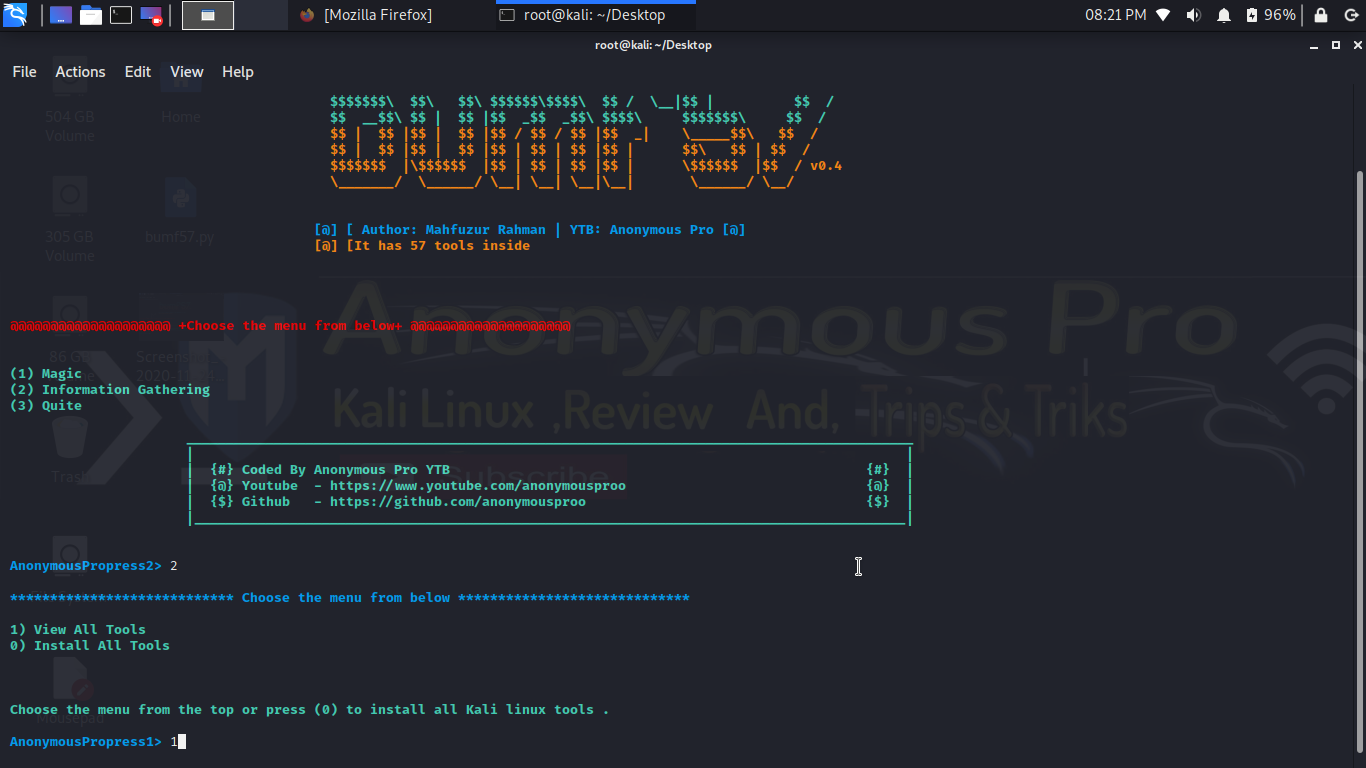 [Mozilla Firefox]
root@kali: ~/Desktop
08:21 PM
96%
root@kali: ~/Desktop
File Actions Edit View Help
504 GB
Volume
Home
$$$$$$$\  $$\   $$\ $$$$$$\$$$$\  $$ /  \__|$$ |          $$  /
$$  __$$\ $$ |  $$ |$$  _$$  _$$\ $$$$\     $$$$$$$\     $$  /
$$ |  $$ |$$ |  $$ |$$ / $$ / $$ |$$  _|    \_____$$\   $$  /
$$ |  $$ |$$ |  $$ |$$ | $$ | $$ |$$ |      $$\   $$ | $$  /
$$$$$$$  |\$$$$$$  |$$ | $$ | $$ |$$ |      \$$$$$$  |$$  / v0.4
\_______/  \______/ \__| \__| \__|\__|       \______/ \__/
305 GB
Volume
bumf57.py
[@] [ Author: Mahfuzur Rahman | YTB: Anonymous Pro [@]
[@] [It has 57 tools inside
Anonymous Pro
@@@@@@@@@@@@@@@@@@@@ +Choose the menu from below+ @@@@@@@@@@@@@@@@@@@@
86 G
Screens
2020-1
(1) Magic
(2) Information Gathering
(3) Quite
Kali Linux ,Review And, Trips & Triks
Subscribe
Trash
{#} Coded By Anonymous Pro YTB {#}
{@} Youtube - https://www.youtube.com/anonymousproo {@}
{$} Github - https://github.com/anonymousproo {$}
AnonymousPropress2> 2
**************************** Choose the menu from below *****************************
1) View All Tools
0) Install All Tools
Choose the menu from the top or press (0) to install all Kali linux tools .
Mousepad
AnonymousPropress1> 1